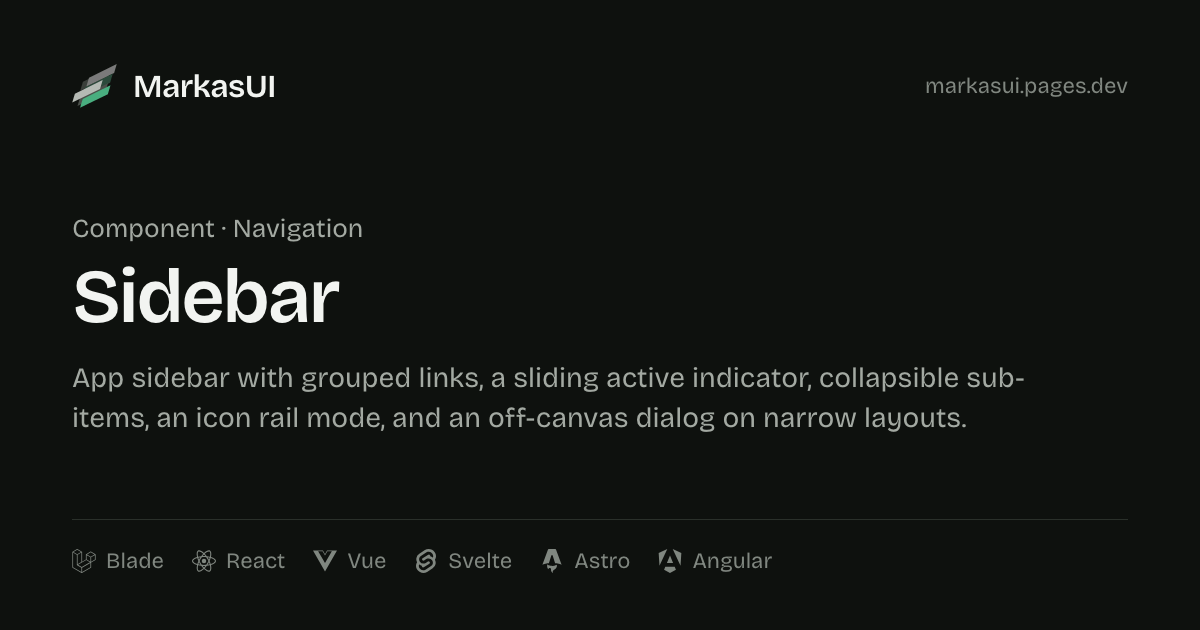 MarkasUI
markasui.pages.dev
Component · Navigation
Sidebar
App sidebar with grouped links, a sliding active indicator, collapsible sub-
items, an icon rail mode, and an off-canvas dialog on narrow layouts.
Blade React Vue Svelte Astro Angular